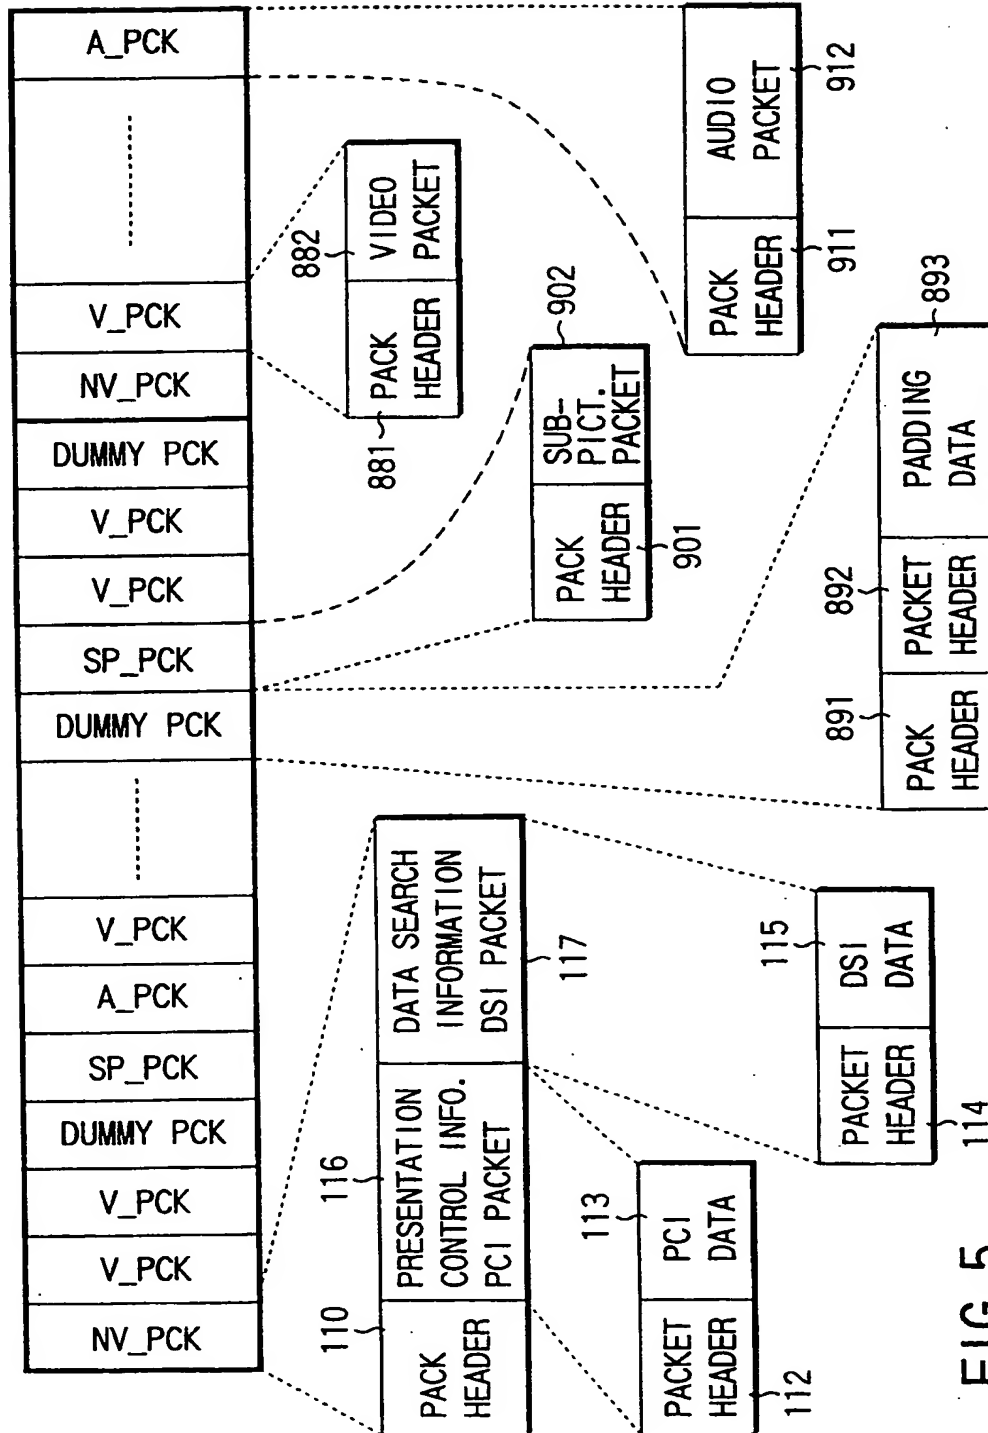 NV_PCK
V_PCK
V_PCK
DUMMY PCK
SP_PCK
A_PCK
V_PCK
DUMMY PCK
SP_PCK
V_PCK
V_PCK
DUMMY PCK
NV_PCK
V_PCK
A_PCK
110
PACK
HEADER
116
PRESENTATION
CONTROL INFO.
PCI PACKET
DATA SEARCH
INFORMATION
DSI PACKET
117
881
PACK
HEADER
882
VIDEO
PACKET
PACK
HEADER
901
SUB-
PICT.
PACKET
902
113
PACKET
HEADER
112
PCI
DATA
PACK
HEADER
911
AUDIO
PACKET
912
115
PACKET
HEADER
114
DSI
DATA
891
PACK
HEADER
892
PACKET
HEADER
PADDING
DATA
893
FIG. 5